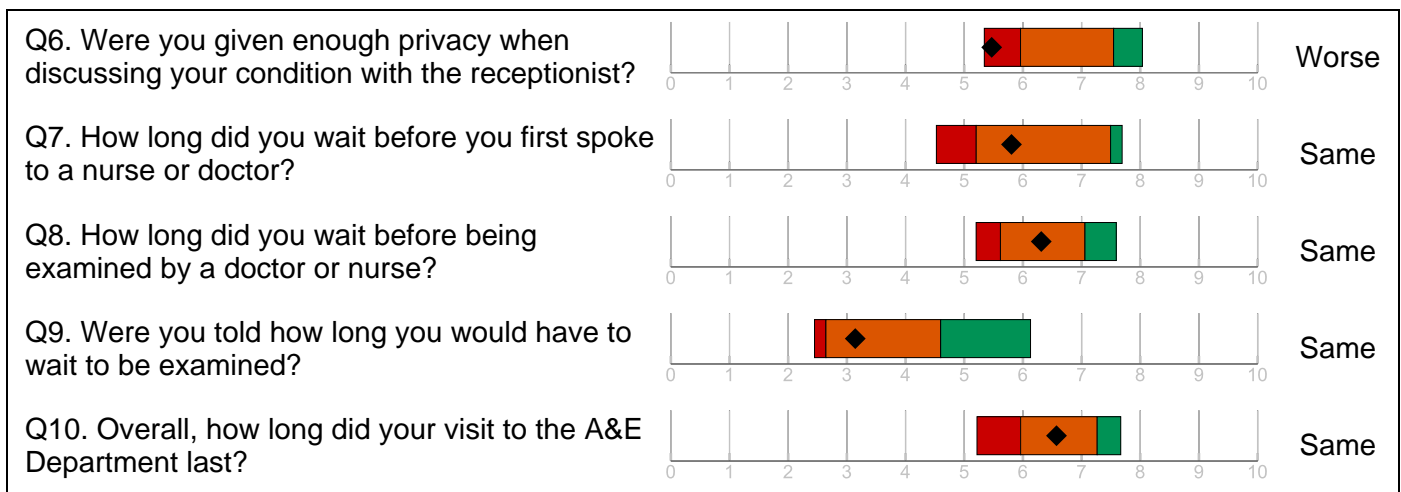 Q6. Were you given enough privacy when
discussing your condition with the receptionist?
0 1 2 3 4 5 6 7 8 9 10
Worse
Q7. How long did you wait before you first spoke
to a nurse or doctor?
0 1 2 3 4 5 6 7 8 9 10
Same
Q8. How long did you wait before being
examined by a doctor or nurse?
0 1 2 3 4 5 6 7 8 9 10
Same
Q9. Were you told how long you would have to
wait to be examined?
0 1 2 3 4 5 6 7 8 9 10
Same
Q10. Overall, how long did your visit to the A&E
Department last?
0 1 2 3 4 5 6 7 8 9 10
Same